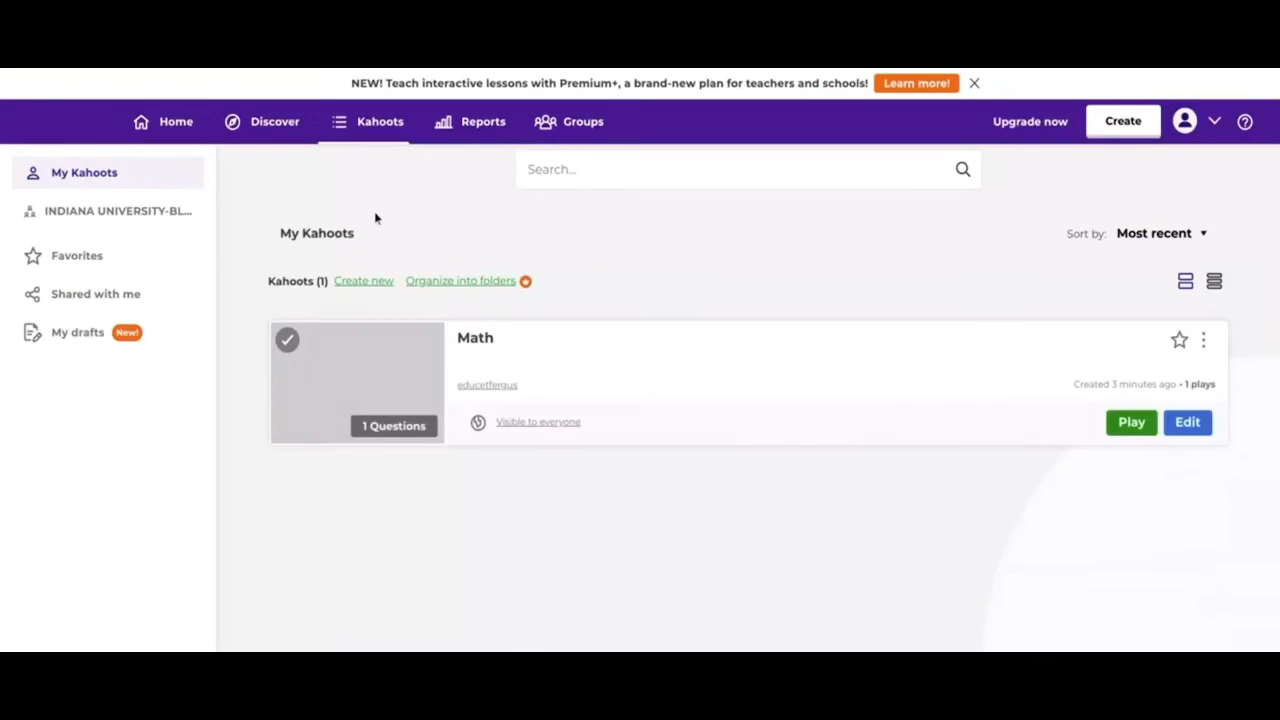 NEW! Teach interactive lessons with Premium+, a brand-new plan for teachers and schools! Learn more!
Home Discover Kahoots Reports Groups Upgrade now Create
My Kahoots
Search...
INDIANA UNIVERSITY-BL...
Favorites
Shared with me
My drafts New!
My Kahoots
Sort by: Most recent
Kahoots (1) Create new Organize into folders
Math
educetfergus
Created 3 minutes ago • 1 plays
1 Questions
Visible to everyone
Play Edit